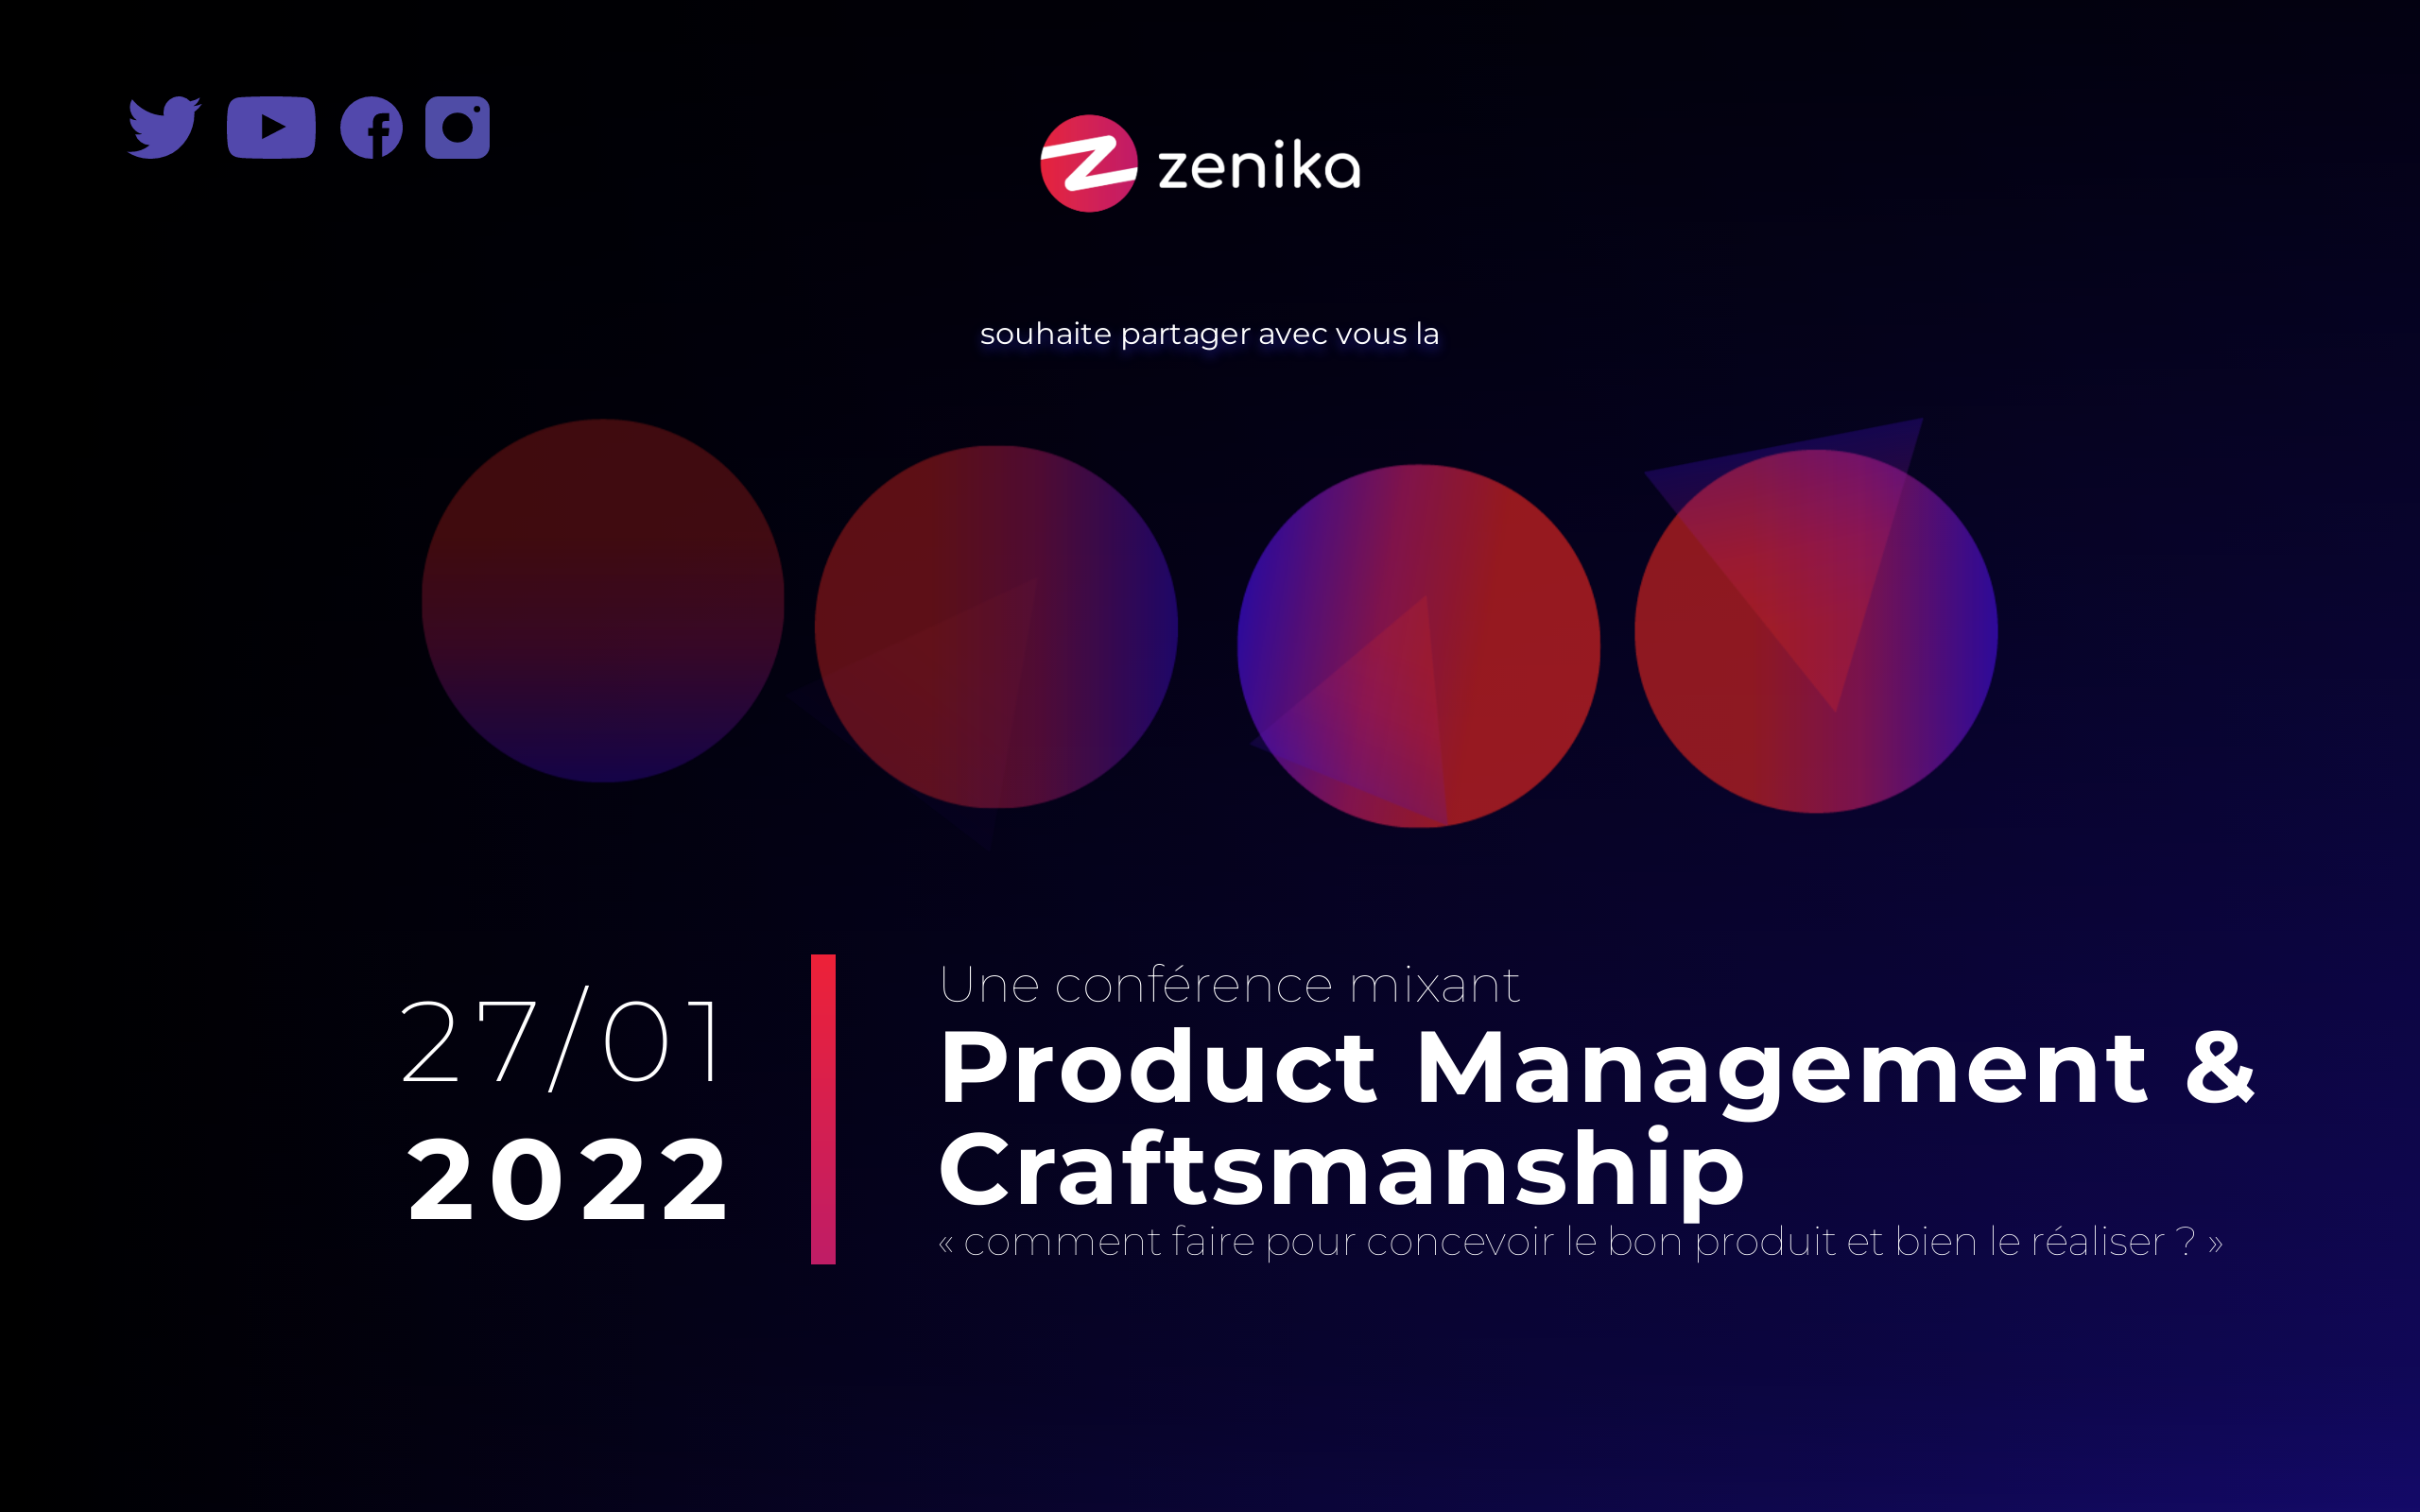 zenika
souhaite partager avec vous la
27/01
2022
Une conférence mixant
Product Management &
Craftsmanship
« comment faire pour concevoir le bon produit et bien le réaliser ? »